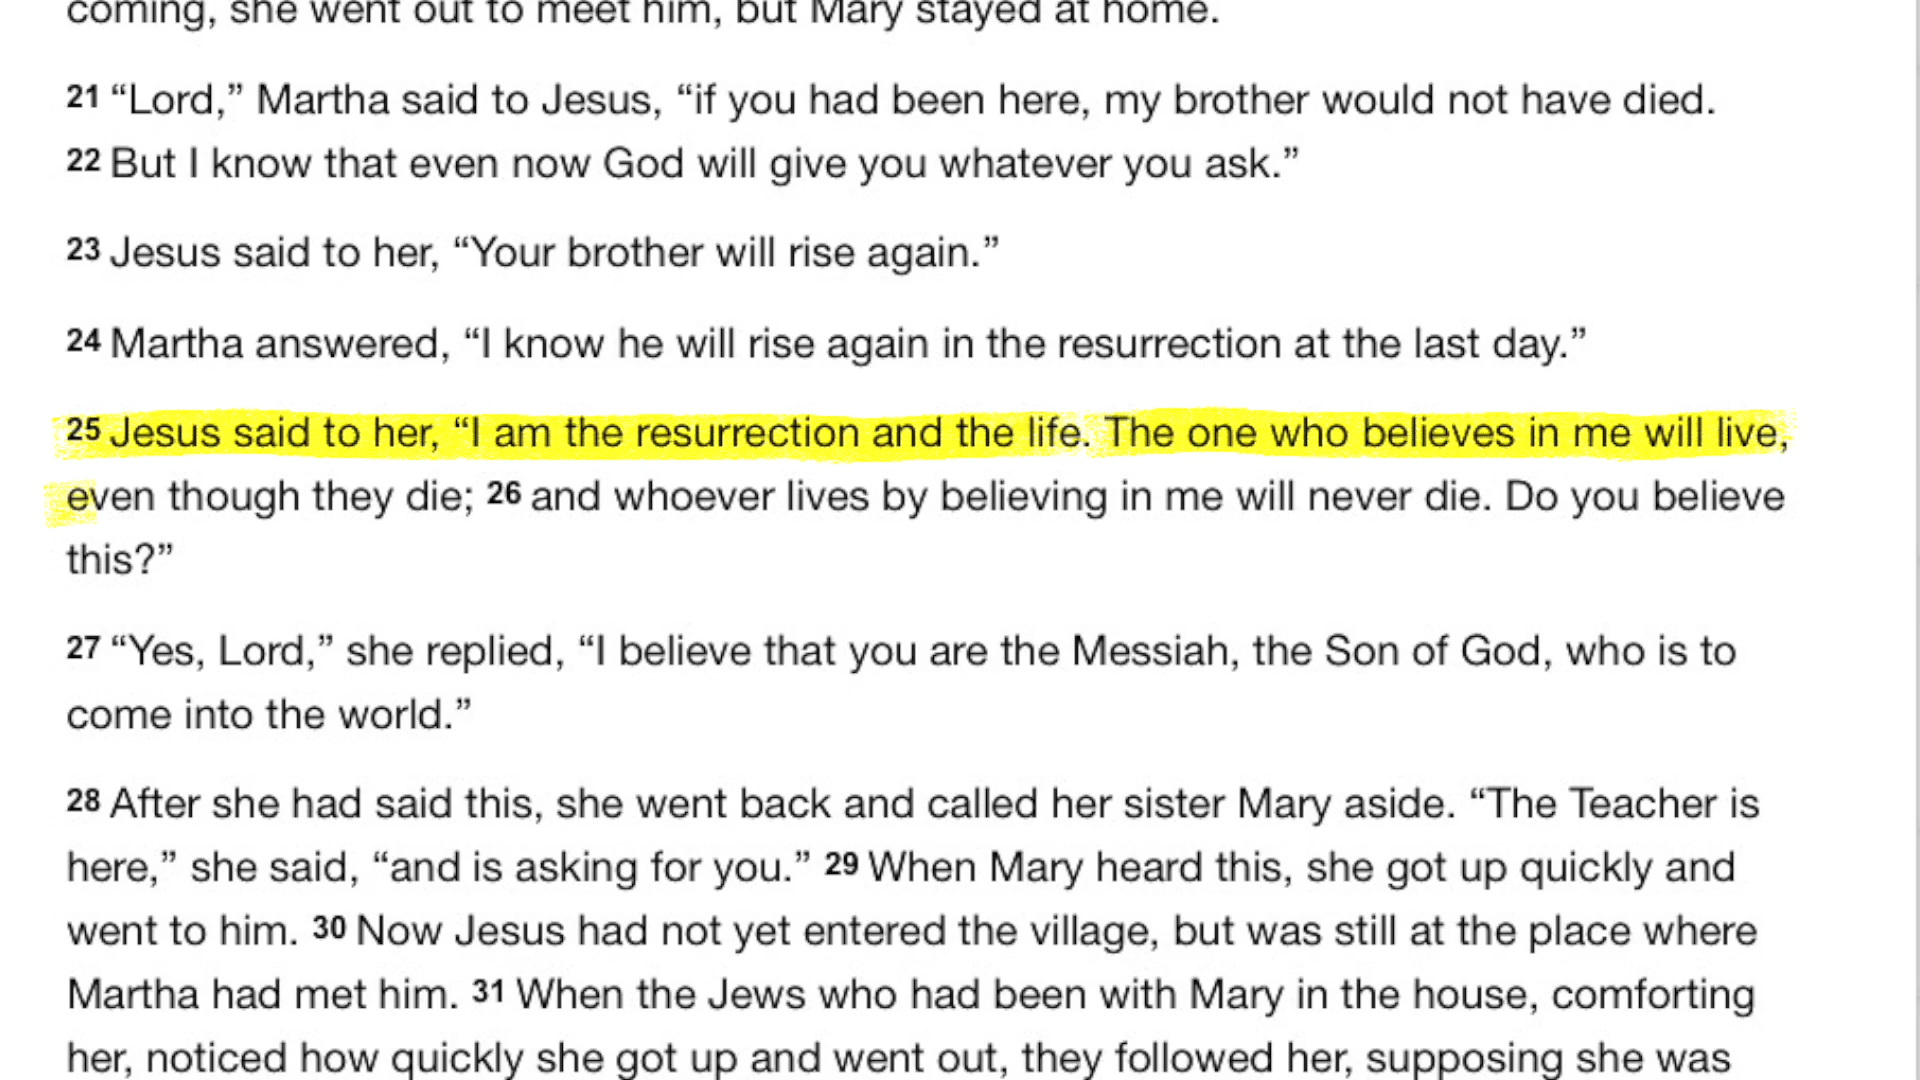 coming, she went out to meet him, but Mary stayed at home.
21 “Lord,” Martha said to Jesus, “if you had been here, my brother would not have died.
22 But I know that even now God will give you whatever you ask.”
23 Jesus said to her, “Your brother will rise again.”
24 Martha answered, “I know he will rise again in the resurrection at the last day.”
25 Jesus said to her, “I am the resurrection and the life. The one who believes in me will live,
even though they die; 26 and whoever lives by believing in me will never die. Do you believe
this?”
27 “Yes, Lord,” she replied, “I believe that you are the Messiah, the Son of God, who is to
come into the world.”
28 After she had said this, she went back and called her sister Mary aside. “The Teacher is
here,” she said, “and is asking for you.” 29 When Mary heard this, she got up quickly and
went to him. 30 Now Jesus had not yet entered the village, but was still at the place where
Martha had met him. 31 When the Jews who had been with Mary in the house, comforting
her, noticed how quickly she got up and went out, they followed her, supposing she was